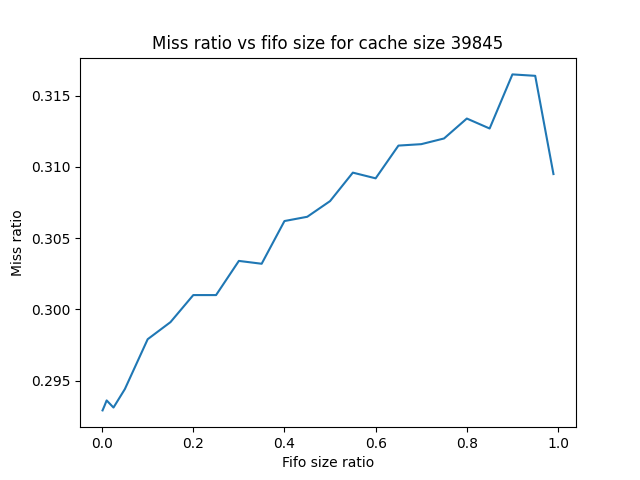 Miss ratio vs fifo size for cache size 39845
0.315
0.310
0.305
0.300
0.295
Miss ratio
0.0 0.2 0.4 0.6 0.8 1.0
Fifo size ratio